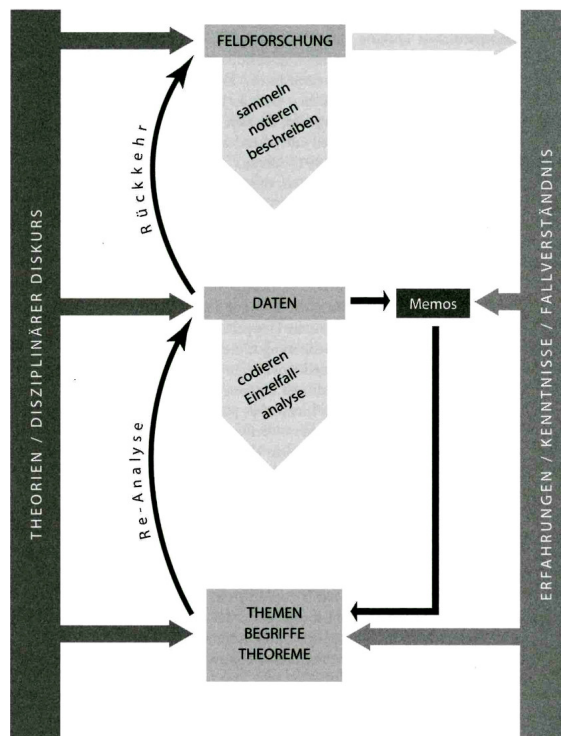 THEORIEN / DISZIPLINÄRER DISKURS
FELDFORSCHUNG
sammeln
notieren
beschreiben
Rückkehr
DATEN
Memos
codieren
Einzelfall-
analyse
Re-Analyse
THEMEN
BEGRIFFE
THEOREME
ERFAHRUNGEN / KENNTNISSE / FALLVERSTÄNDNIS